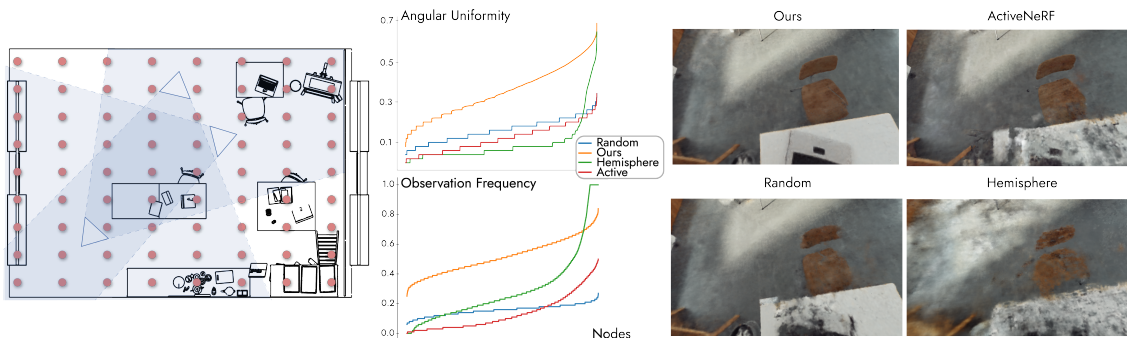 Angular Uniformity
0.7
0.5
0.3
0.1
Random
Ours
Hemisphere
Active
Observation Frequency
1.0
0.8
0.6
0.4
0.2
0.0
Nodes
Ours
ActiveNeRF
Random
Hemisphere